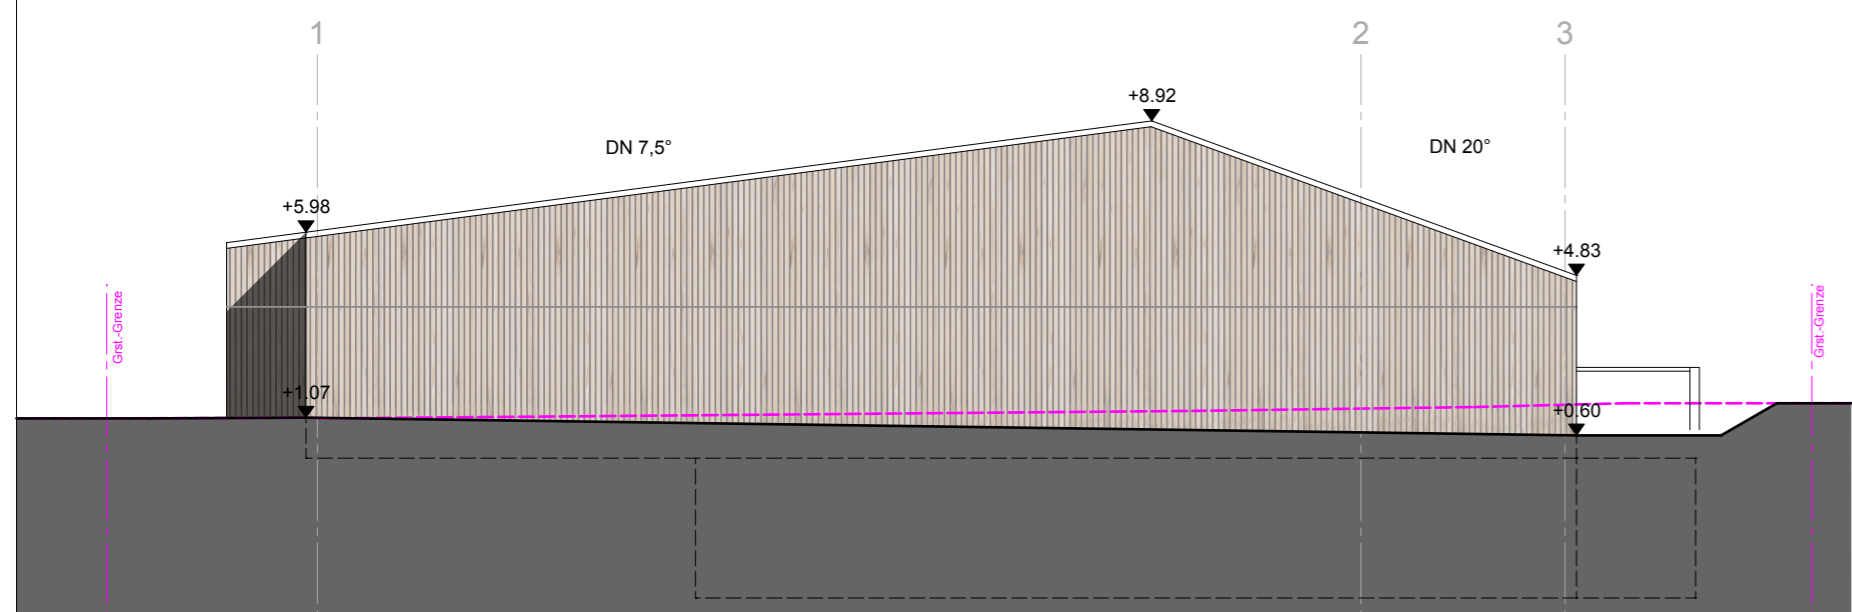 1
2
3
+8.92
DN 7,5°
DN 20°
+5.98
+4.83
Grst.-Grenze
Grst.-Grenze
+1.07
+0.60